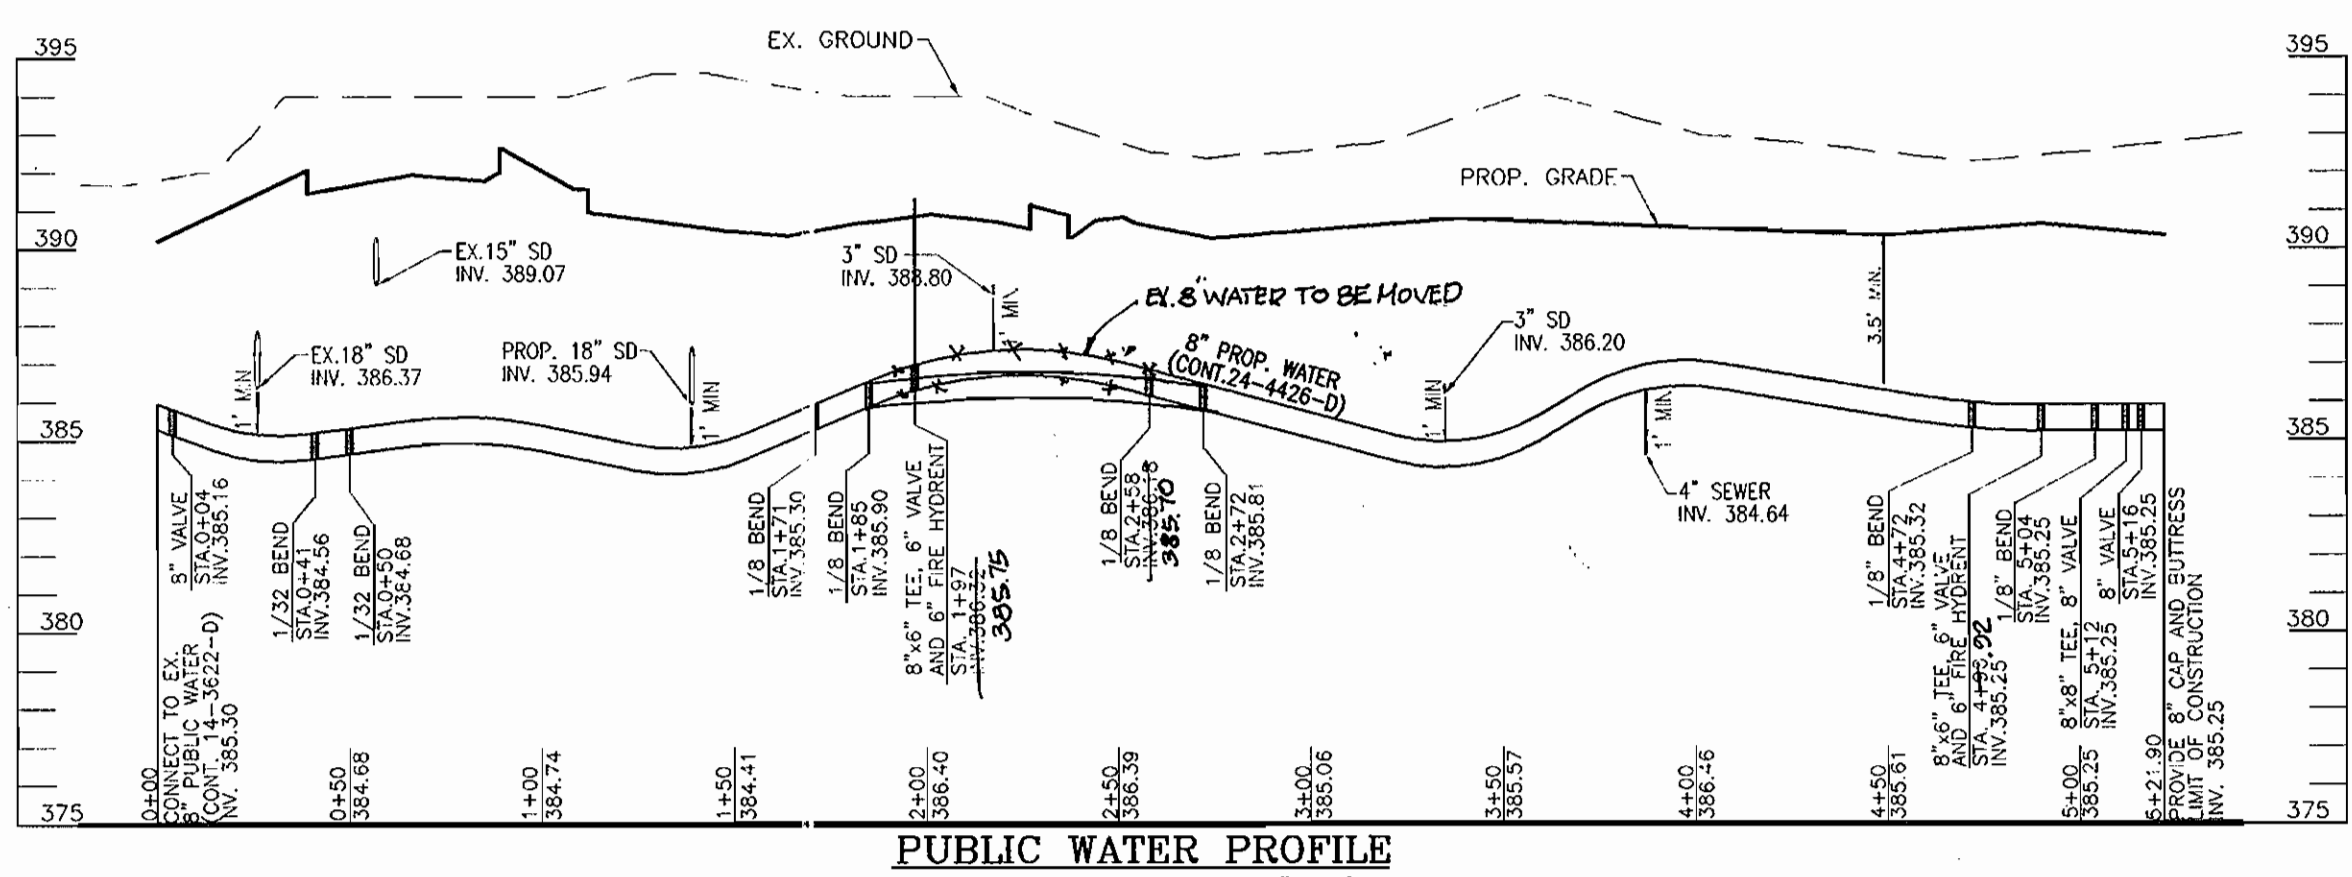 395
EX. GROUND
395
PROP. GRADE
390
EX.15" SD
INV. 389.07
3" SD
INV. 388.80
1' MIN.
EX. 8" WATER TO BE MOVED
3.5' MIN.
390
EX.18" SD
INV. 386.37
1' MIN
PROP. 18" SD
INV. 385.94
1' MIN
8" PROP. WATER
(CONT.24-4426-D)
3" SD
INV. 386.20
1' MIN
385
385
1' MIN.
4" SEWER
INV. 384.64
8" VALVE
STA.0+04
INV.385.16
1/32 BEND
STA.0+41
INV.384.56
1/32 BEND
STA.0+50
INV.384.68
1/8 BEND
STA.1+71
INV.385.30
1/8 BEND
STA.1+85
INV.385.90
8"x6" TEE, 6" VALVE
AND 6" FIRE HYDRENT
STA. 1+97
385.75
1/8 BEND
STA.2+58
385.70
1/8 BEND
STA.2+72
INV.385.81
1/8" BEND
STA.4+72
INV.385.32
8"x6" TEE, 6" VALVE
AND 6" FIRE HYDRENT
STA. 4+92
INV.385.25
1/8" BEND
STA. 5+04
INV.385.25
8"x8" TEE, 8" VALVE
STA. 5+12
INV.385.25
8" VALVE
STA.5+16
INV.385.25
380
380
CONNECT TO EX.
8" PUBLIC WATER
(CONT. 14-3622-D)
INV. 385.30
PROVIDE 8" CAP AND BUTTRESS
LIMIT OF CONSTRUCTION
INV. 385.25
375
0+00
0+50
384.68
1+00
384.74
1+50
384.41
2+00
386.40
2+50
386.39
3+00
385.06
3+50
385.57
4+00
386.46
4+50
385.61
5+00
385.25
5+21.90
375
PUBLIC WATER PROFILE